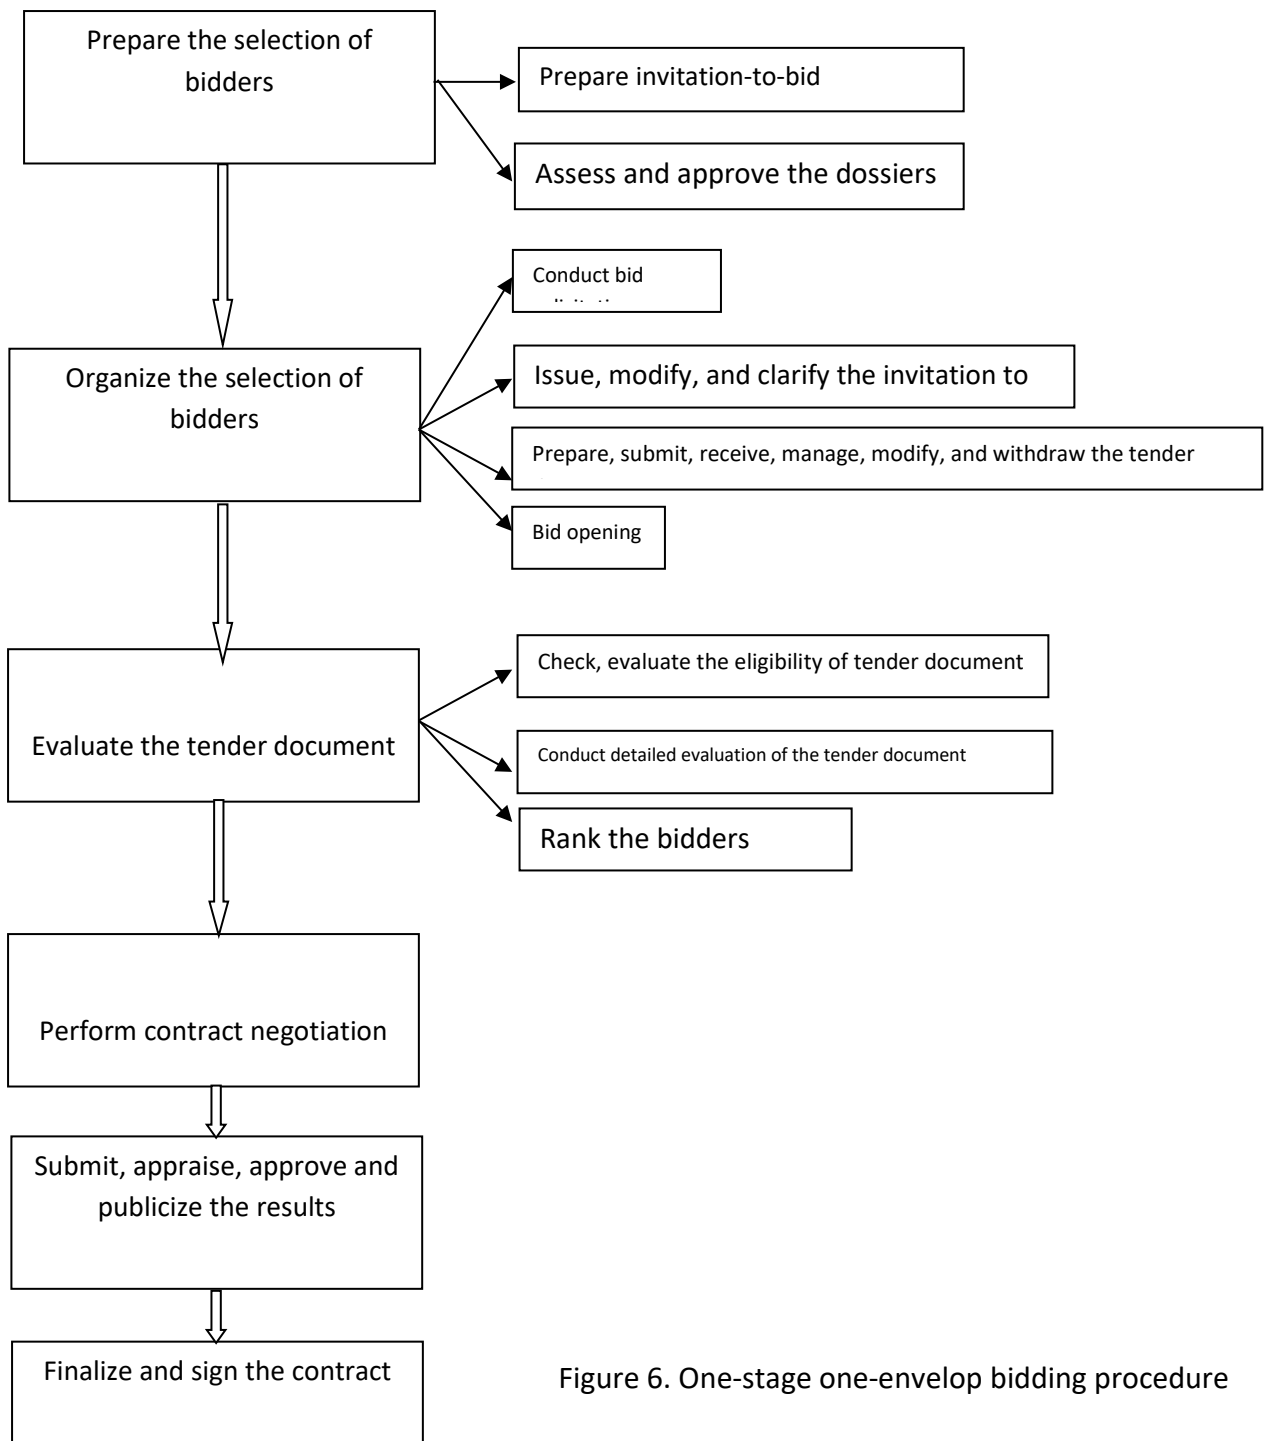 Prepare the selection of
bidders
Prepare invitation-to-bid
Assess and approve the dossiers
Conduct bid
Organize the selection of
bidders
Issue, modify, and clarify the invitation to
Prepare, submit, receive, manage, modify, and withdraw the tender
Bid opening
Evaluate the tender document
Check, evaluate the eligibility of tender document
Conduct detailed evaluation of the tender document
Rank the bidders
Perform contract negotiation
Submit, appraise, approve and
publicize the results
Finalize and sign the contract
Figure 6. One-stage one-envelop bidding procedure